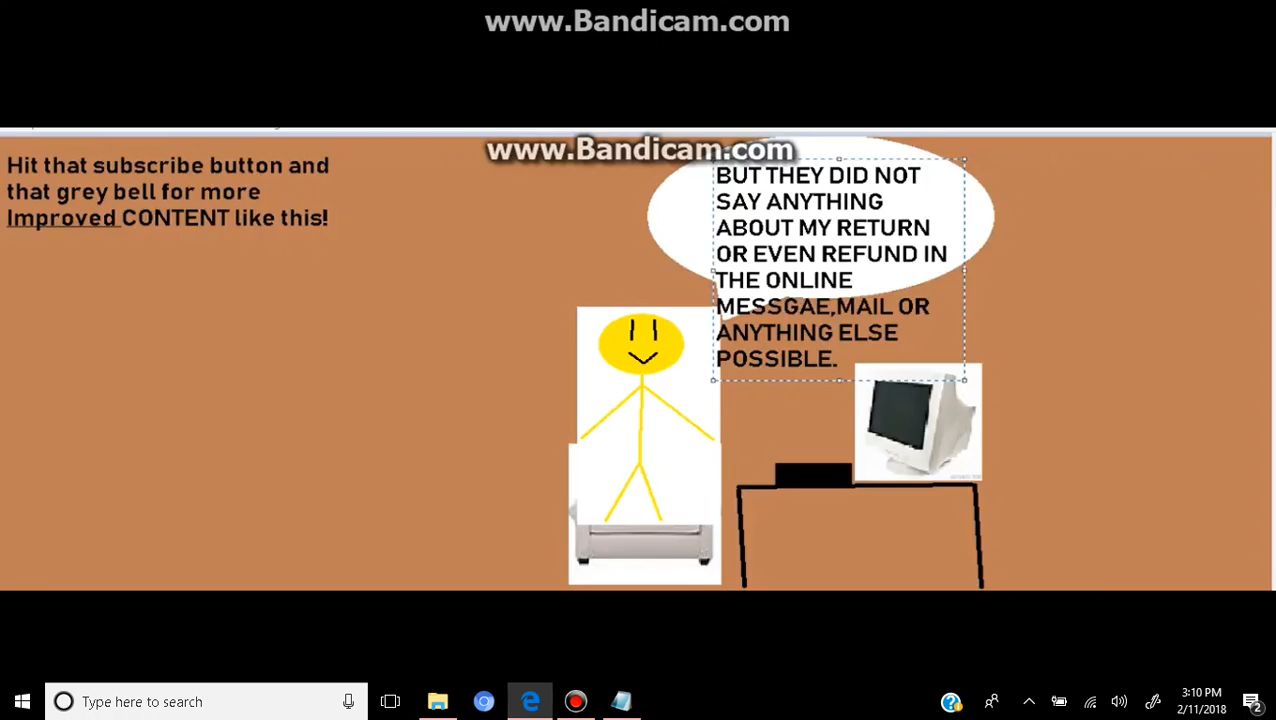 www.Bandicam.com
www.Bandicam.com
Hit that subscribe button and
that grey bell for more
Improved CONTENT like this!
BUT THEY DID NOT
SAY ANYTHING
ABOUT MY RETURN
OR EVEN REFUND IN
THE ONLINE
MESSGAE,MAIL OR
ANYTHING ELSE
POSSIBLE.
Type here to search
3:10 PM
2/11/2018
2